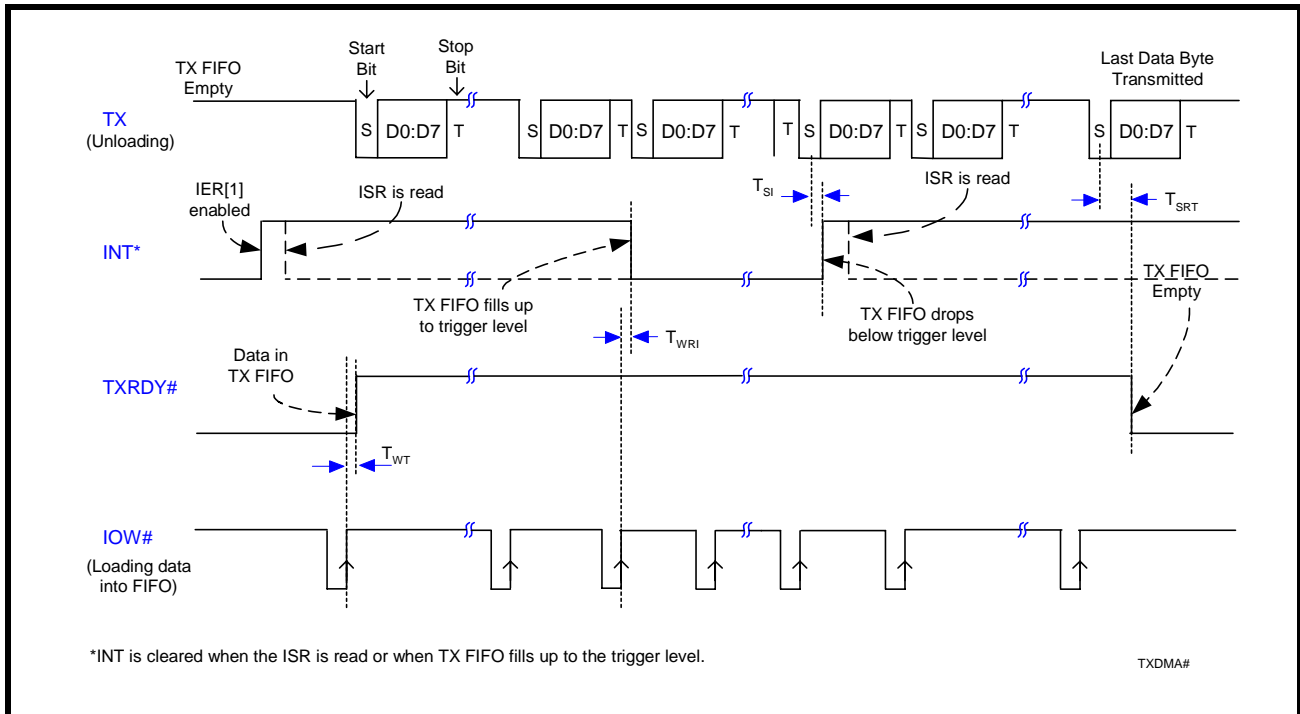 Start
Bit
Stop
Bit
TX FIFO
Empty
Last Data Byte
Transmitted
TX
(Unloading)
S D0:D7 T S D0:D7 T S D0:D7 T T S D0:D7 T S D0:D7 T S D0:D7 T
IER[1]
enabled
ISR is read
TSI
ISR is read
TSRT
INT*
TX FIFO fills up
to trigger level
TX FIFO drops
below trigger level
TX FIFO
Empty
TWRI
Data in
TX FIFO
TXRDY#
TWT
IOW#
(Loading data
into FIFO)
*INT is cleared when the ISR is read or when TX FIFO fills up to the trigger level.
TXDMA#